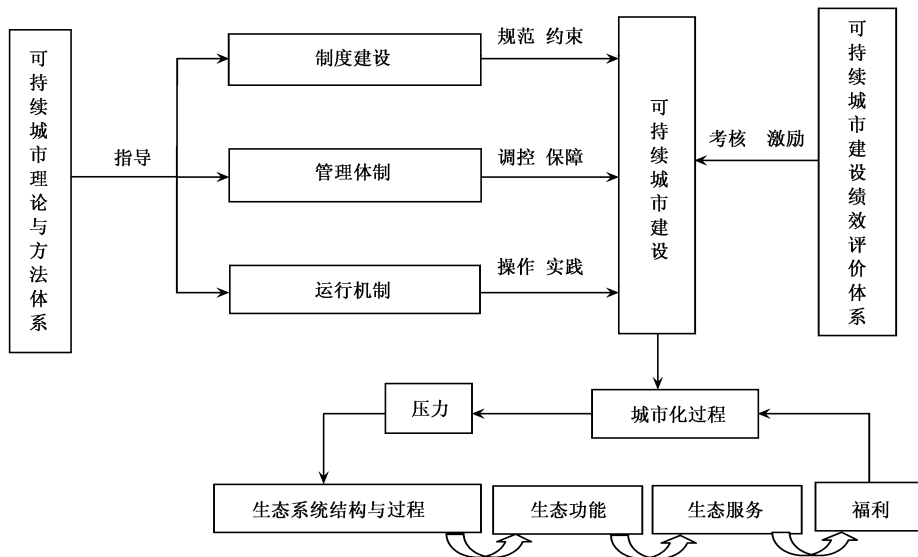 可持续城市理论与方法体系
指导
制度建设
管理体制
运行机制
规范 约束
调控 保障
操作 实践
可持续城市建设
考核 激励
可持续城市建设绩效评价体系
压力
城市化过程
生态系统结构与过程
生态功能
生态服务
福利